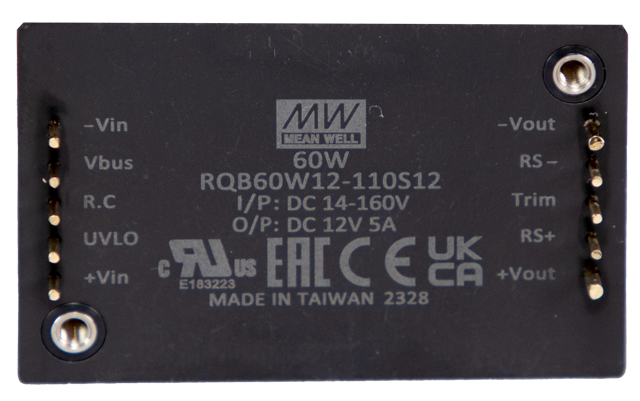 MW
MEAN WELL
60W
RQB60W12-110S12
I/P: DC 14-160V
O/P: DC 12V 5A
-Vin
Vbus
R.C
UVLO
+Vin
-Vout
RS-
Trim
RS+
+Vout
c RU US EAC CE UK CA
E183223
MADE IN TAIWAN 2328